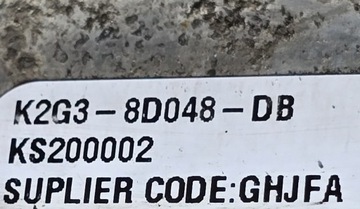 K2G3-8D048-DB
KS200002
SUPLIER CODE:GHJFA